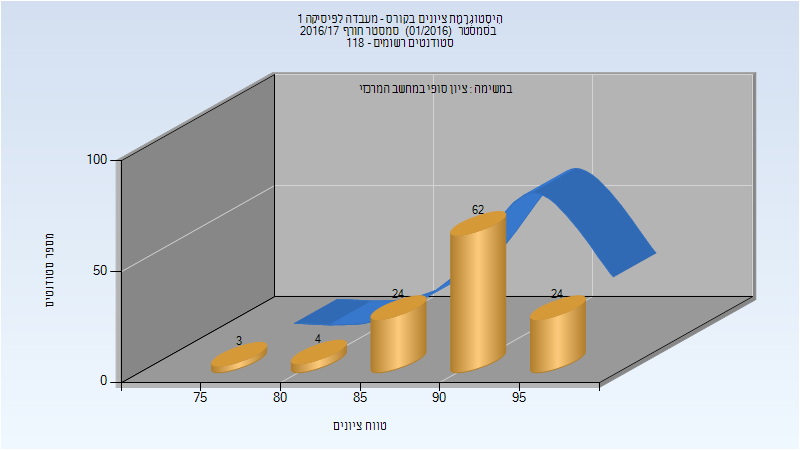 היסטוגרמת ציונים בקורס - מעבדה לפיסיקה 1
בסמסטר (01/2016) סמסטר חורף 2016/17
סטודנטים רשומים - 118
במשימה : ציון סופי במחשב המרכזי
100
50
0
מספר סטודנטים
3
4
24
62
24
75
80
85
90
95
טווח ציונים